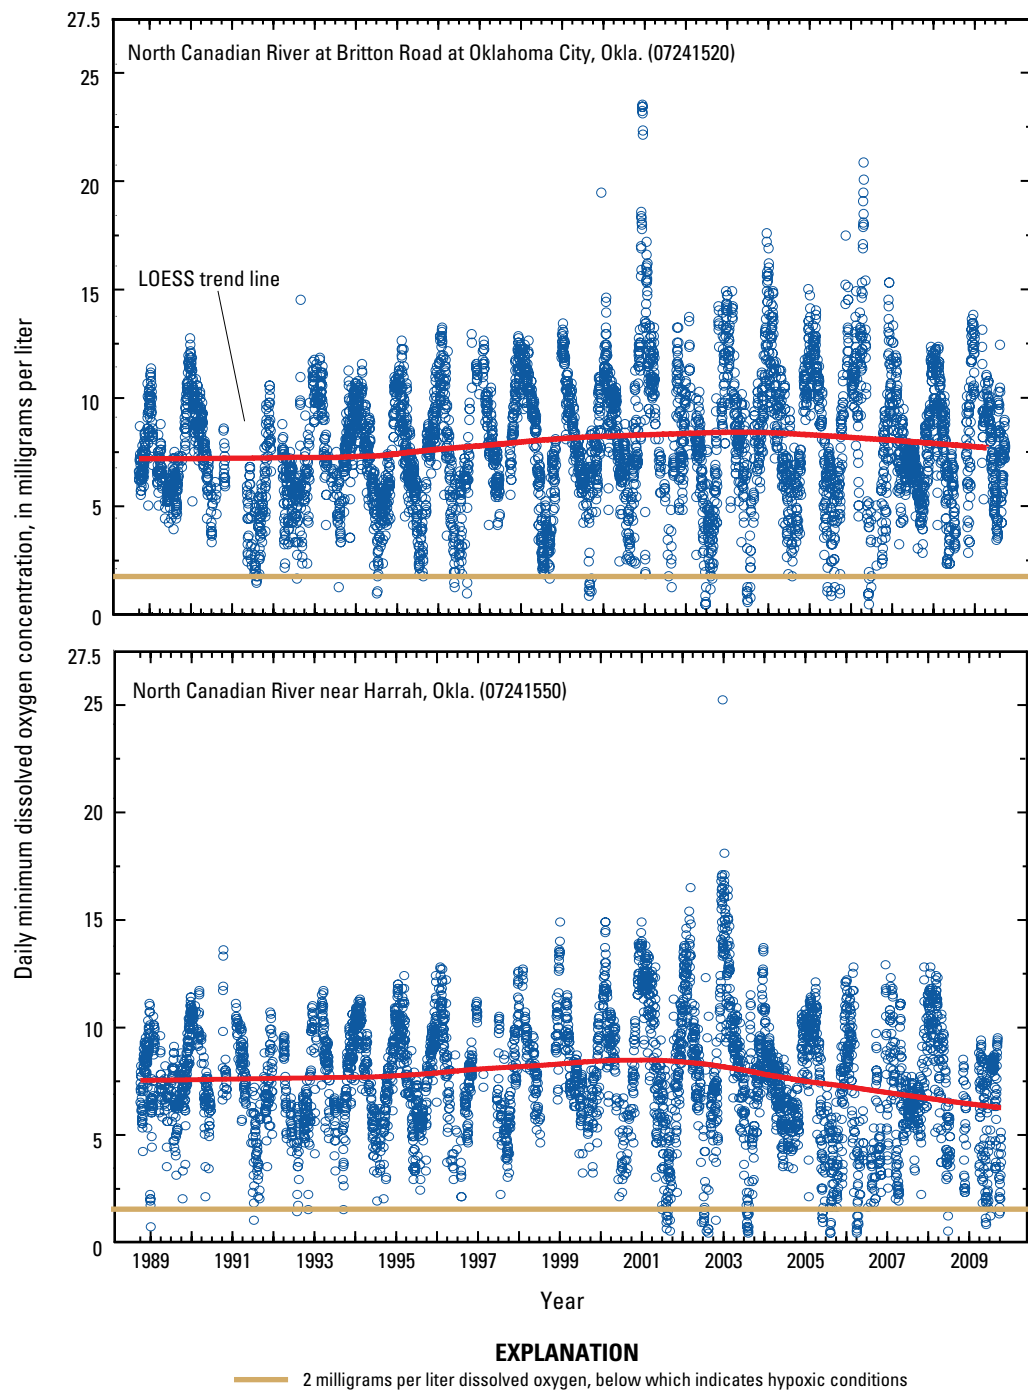 27.5
North Canadian River at Britton Road at Oklahoma City, Okla. (07241520)
25
20
LOESS trend line
15
10
5
0
27.5
North Canadian River near Harrah, Okla. (07241550)
25
20
15
10
5
0
Daily minimum dissolved oxygen concentration, in milligrams per liter
1989 1991 1993 1995 1997 1999 2001 2003 2005 2007 2009
Year
EXPLANATION
2 milligrams per liter dissolved oxygen, below which indicates hypoxic conditions